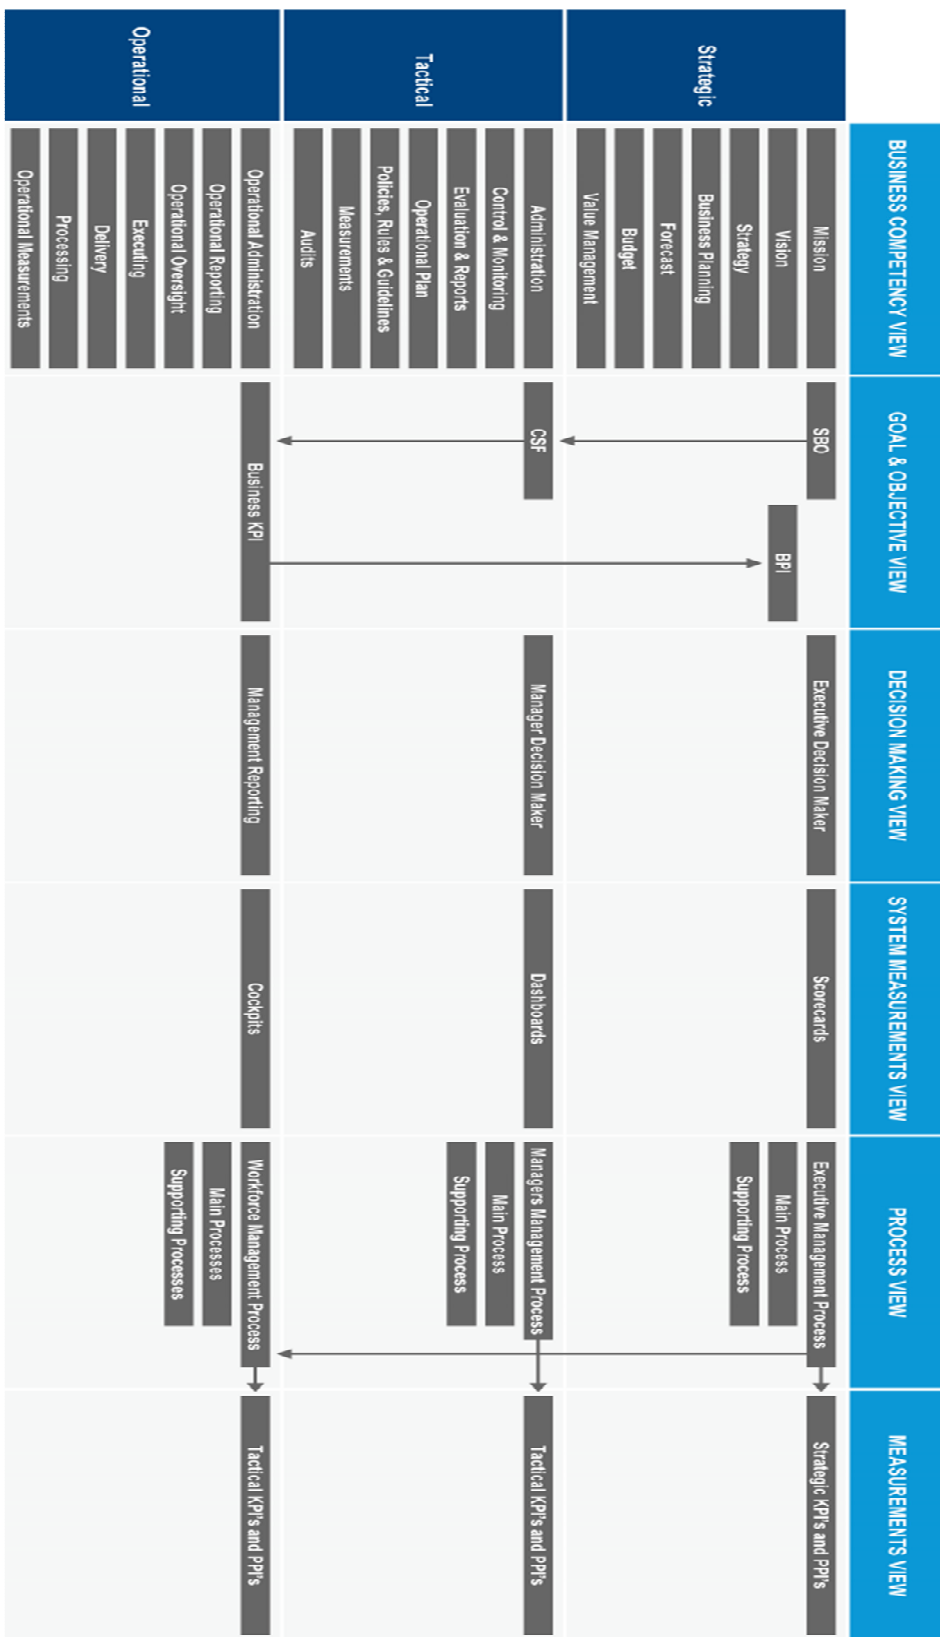 BUSINESS COMPETENCY VIEW
GOAL & OBJECTIVE VIEW
DECISION MAKING VIEW
SYSTEM MEASUREMENTS VIEW
PROCESS VIEW
MEASUREMENTS VIEW
Strategic
Mission
Vision
Strategy
Business Planning
Forecast
Budget
Value Management
SBO
BPI
Executive Decision Maker
Scorecards
Executive Management Process
Main Process
Supporting Process
Strategic KPI's and PPI's
Tactical
Administration
Control & Monitoring
Evaluation & Reports
Operational Plan
Policies, Rules & Guidelines
Measurements
Audits
CSF
Manager Decision Maker
Dashboards
Managers Management Process
Main Process
Supporting Process
Tactical KPI's and PPI's
Operational
Operational Administration
Operational Reporting
Operational Oversight
Executing
Delivery
Processing
Operational Measurements
Business KPI
Management Reporting
Cockpits
Workforce Management Process
Main Processes
Supporting Processes
Tactical KPI's and PPI's